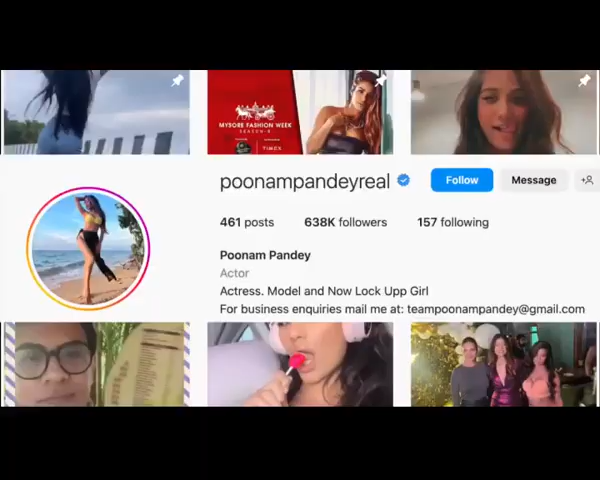 MYSORE FASHION WEEK
SEASON-8
TIMEX
poonampandeyreal
Follow
Message
461 posts
638K followers
157 following
Poonam Pandey
Actor
Actress. Model and Now Lock Upp Girl
For business enquiries mail me at: teampoonampandey@gmail.com